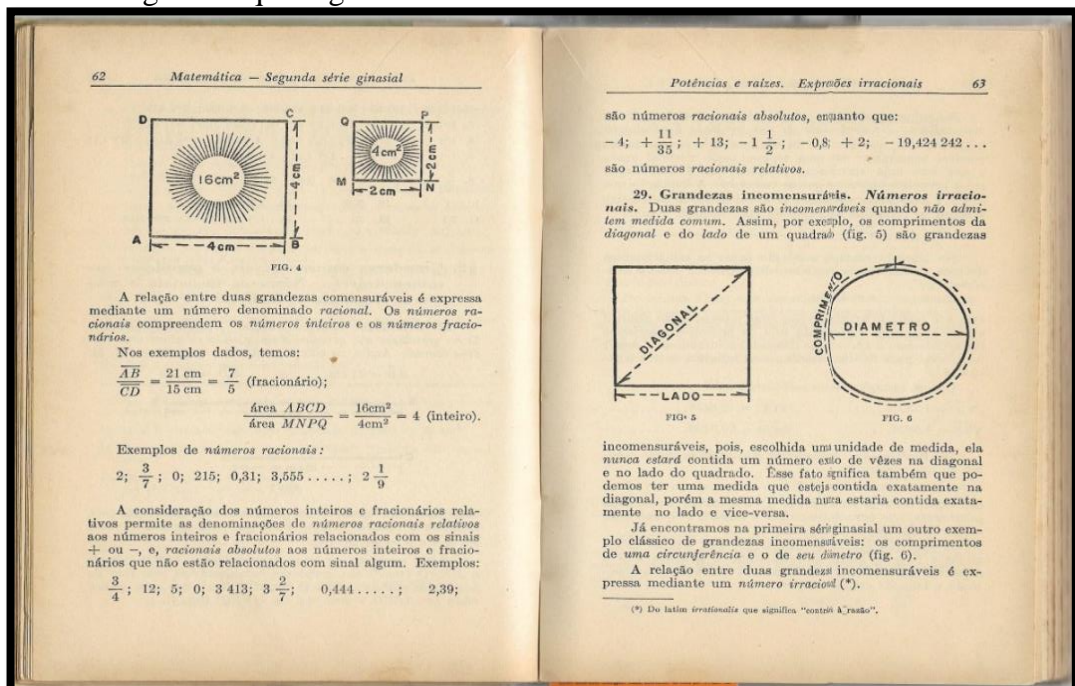 62 Matemática — Segunda série ginasial
D C
16cm²
4 cm
A 4 cm B
Q P
4cm²
2 cm
M 2 cm N
FIG. 4
A relação entre duas grandezas comensuráveis é expressa
mediante um número denominado racional. Os números ra-
cionais compreendem os números inteiros e os números fracio-
nários.
Nos exemplos dados, temos:
AB/CD = 21 cm/15 cm = 7/5 (fracionário);
área ABCD/área MNPQ = 16cm²/4cm² = 4 (inteiro).
Exemplos de números racionais:
2; 3/7; 0; 215; 0,31; 3,555.....; 2 1/9
A consideração dos números inteiros e fracionários rela-
tivos permite as denominações de números racionais relativos
aos números inteiros e fracionários relacionados com os sinais
+ ou −, e, racionais absolutos aos números inteiros e fracio-
nários que não estão relacionados com sinal algum. Exemplos:
3/4; 12; 5; 0; 3 413; 3 2/7; 0,444.....; 2,39;
Potências e raízes. Expressões irracionais 63
são números racionais absolutos, enquanto que:
− 4; + 11/35; + 13; − 1 1/2; − 0,8; + 2; − 19,424 242...
são números racionais relativos.
29. Grandezas incomensuráveis. Números irracio-
nais. Duas grandezas são incomensuráveis quando não admi-
tem medida comum. Assim, por exemplo, os comprimentos da
diagonal e do lado de um quadrado (fig. 5) são grandezas
DIAGONAL
LADO
FIG. 5
COMPRIMENTO
DIAMETRO
FIG. 6
incomensuráveis, pois, escolhida uma unidade de medida, ela
nunca estará contida um número exato de vêzes na diagonal
e no lado do quadrado. Êsse fato significa também que po-
demos ter uma medida que esteja contida exatamente na
diagonal, porém a mesma medida nunca estaria contida exata-
mente no lado e vice-versa.
Já encontramos na primeira série ginasial um outro exem-
plo clássico de grandezas incomensuráveis: os comprimentos
de uma circunferência e o de seu diâmetro (fig. 6).
A relação entre duas grandezas incomensuráveis é ex-
pressa mediante um número irracional (*).
(*) Do latim irrationalis que significa "contrário à razão".